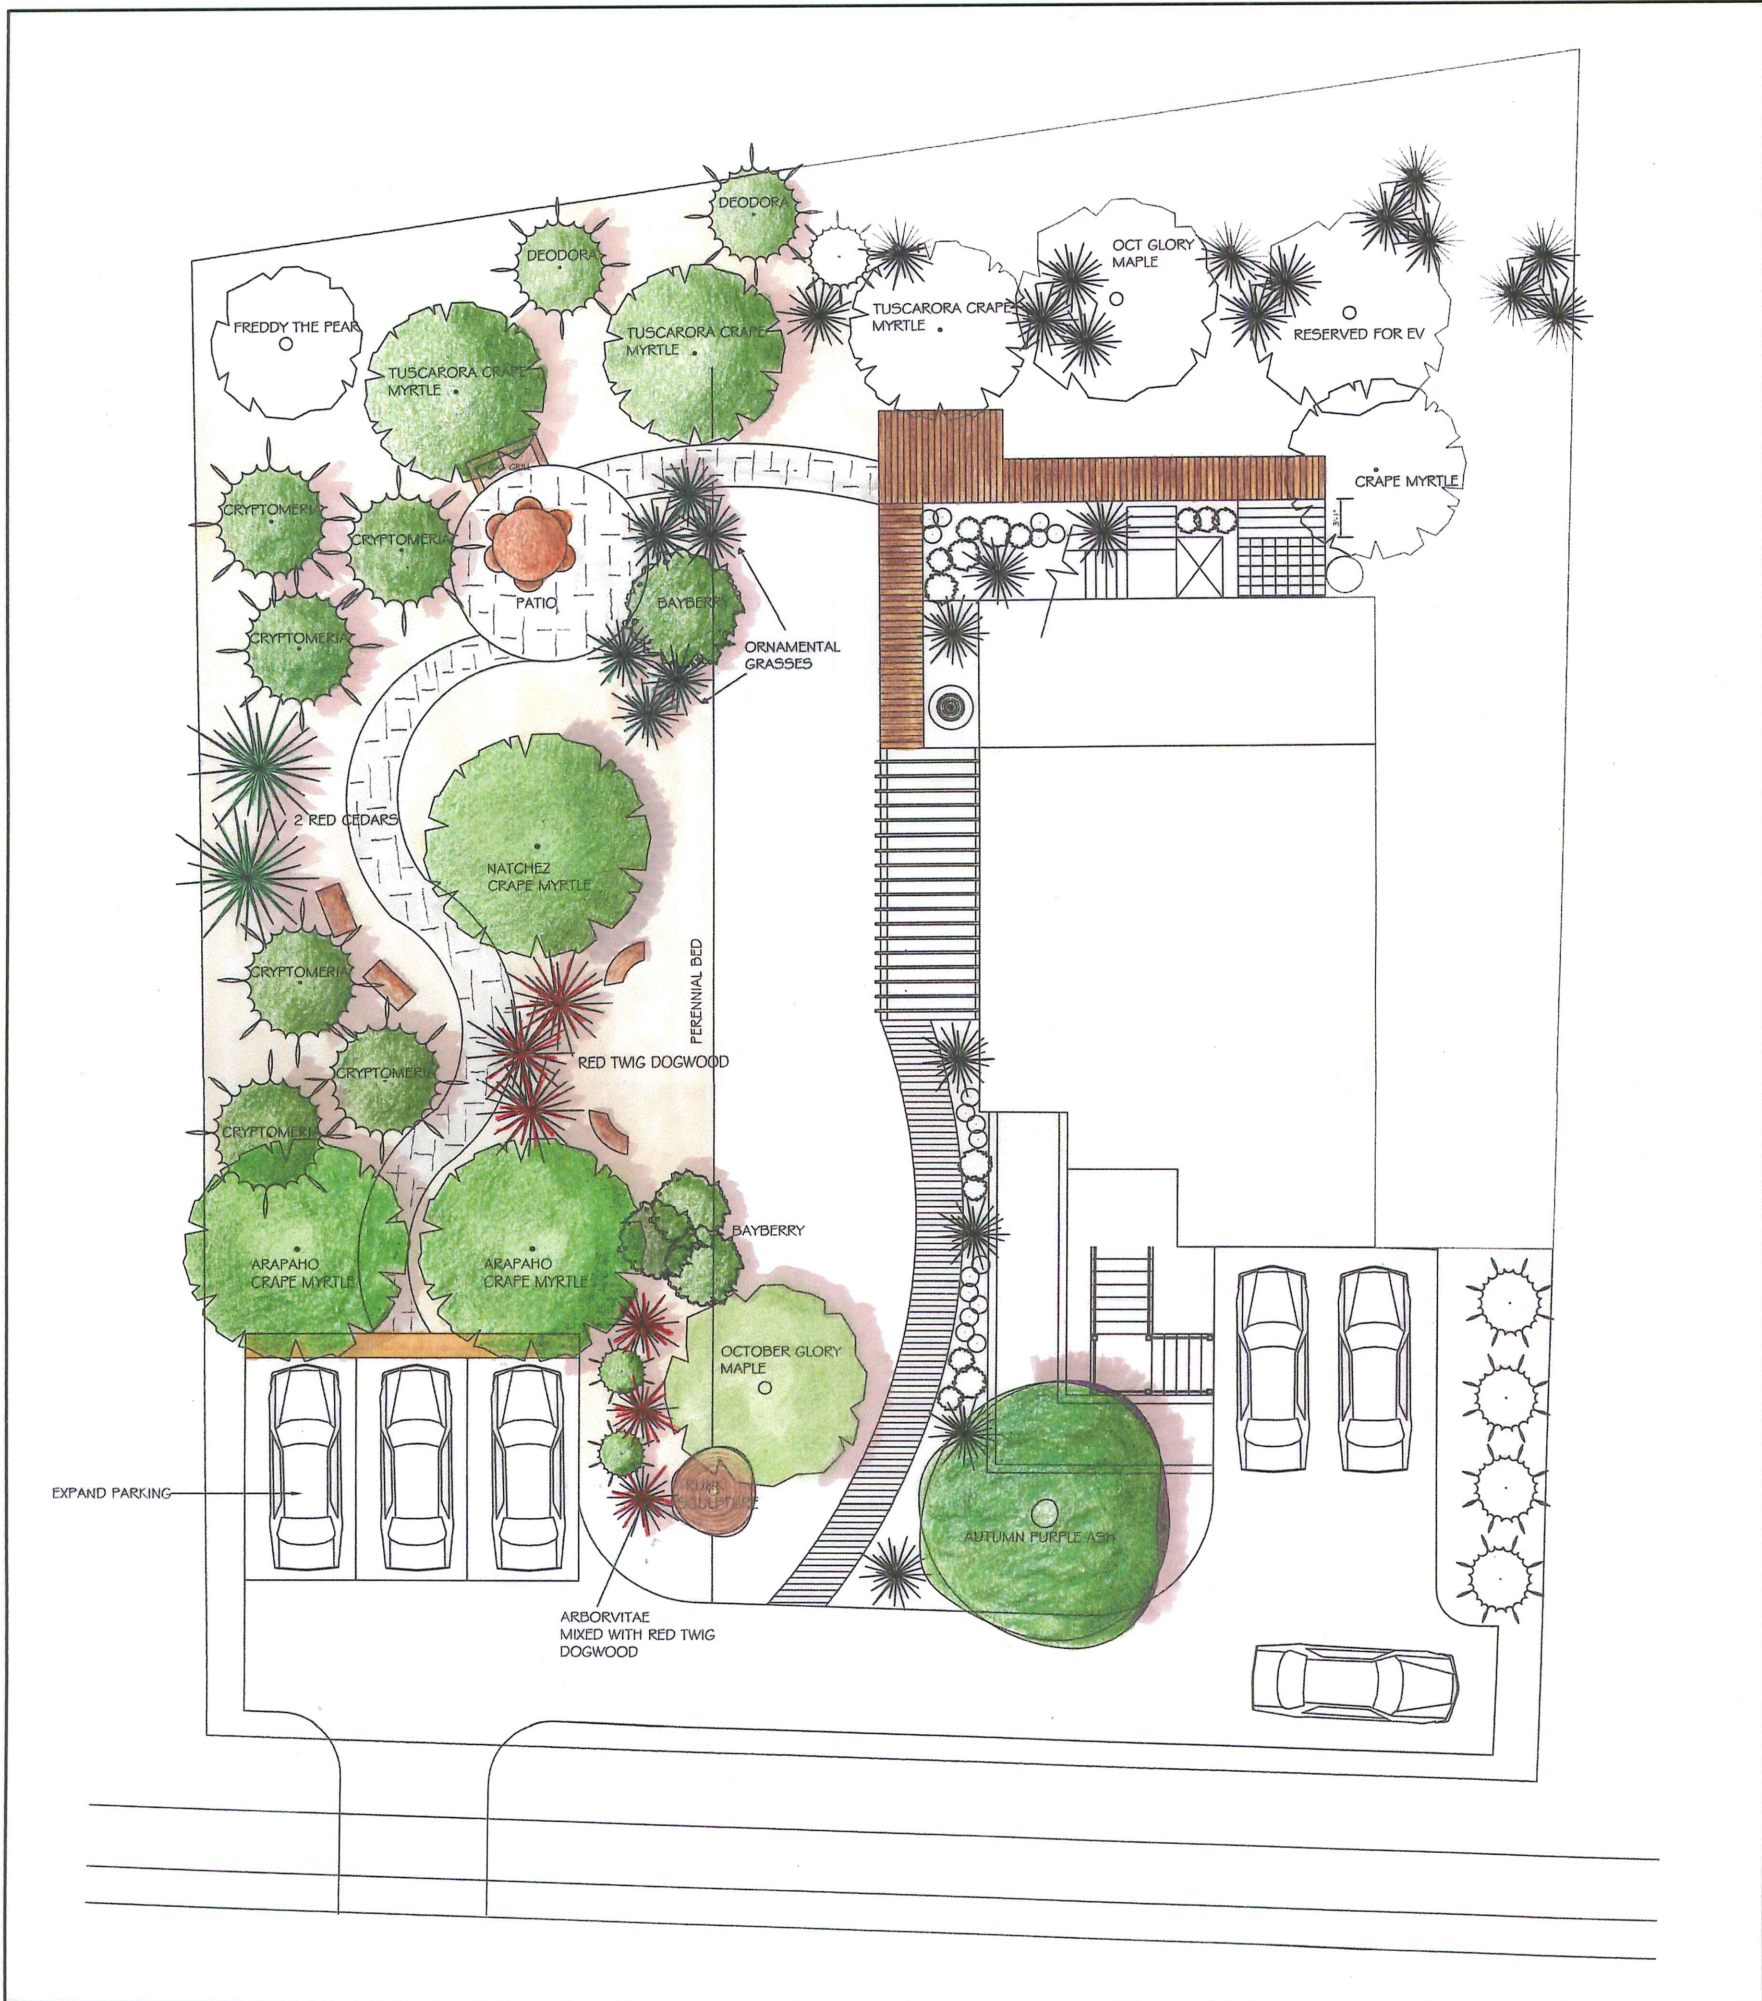 DEODORA
DEODORA
OCT GLORY
MAPLE
FREDDY THE PEAR
TUSCARORA CRAPE
MYRTLE
TUSCARORA CRAPE
MYRTLE
TUSCARORA CRAPE
MYRTLE
RESERVED FOR EV
CRAPE MYRTLE
CRYPTOMERIA
CRYPTOMERIA
PATIO
BAYBERRY
CRYPTOMERIA
ORNAMENTAL
GRASSES
2 RED CEDARS
NATCHEZ
CRAPE MYRTLE
PERENNIAL BED
CRYPTOMERIA
RED TWIG DOGWOOD
CRYPTOMERIA
CRYPTOMERIA
BAYBERRY
ARAPAHO
CRAPE MYRTLE
ARAPAHO
CRAPE MYRTLE
OCTOBER GLORY
MAPLE
EXPAND PARKING
SCULPTURE
AUTUMN PURPLE ASH
ARBORVITAE
MIXED WITH RED TWIG
DOGWOOD